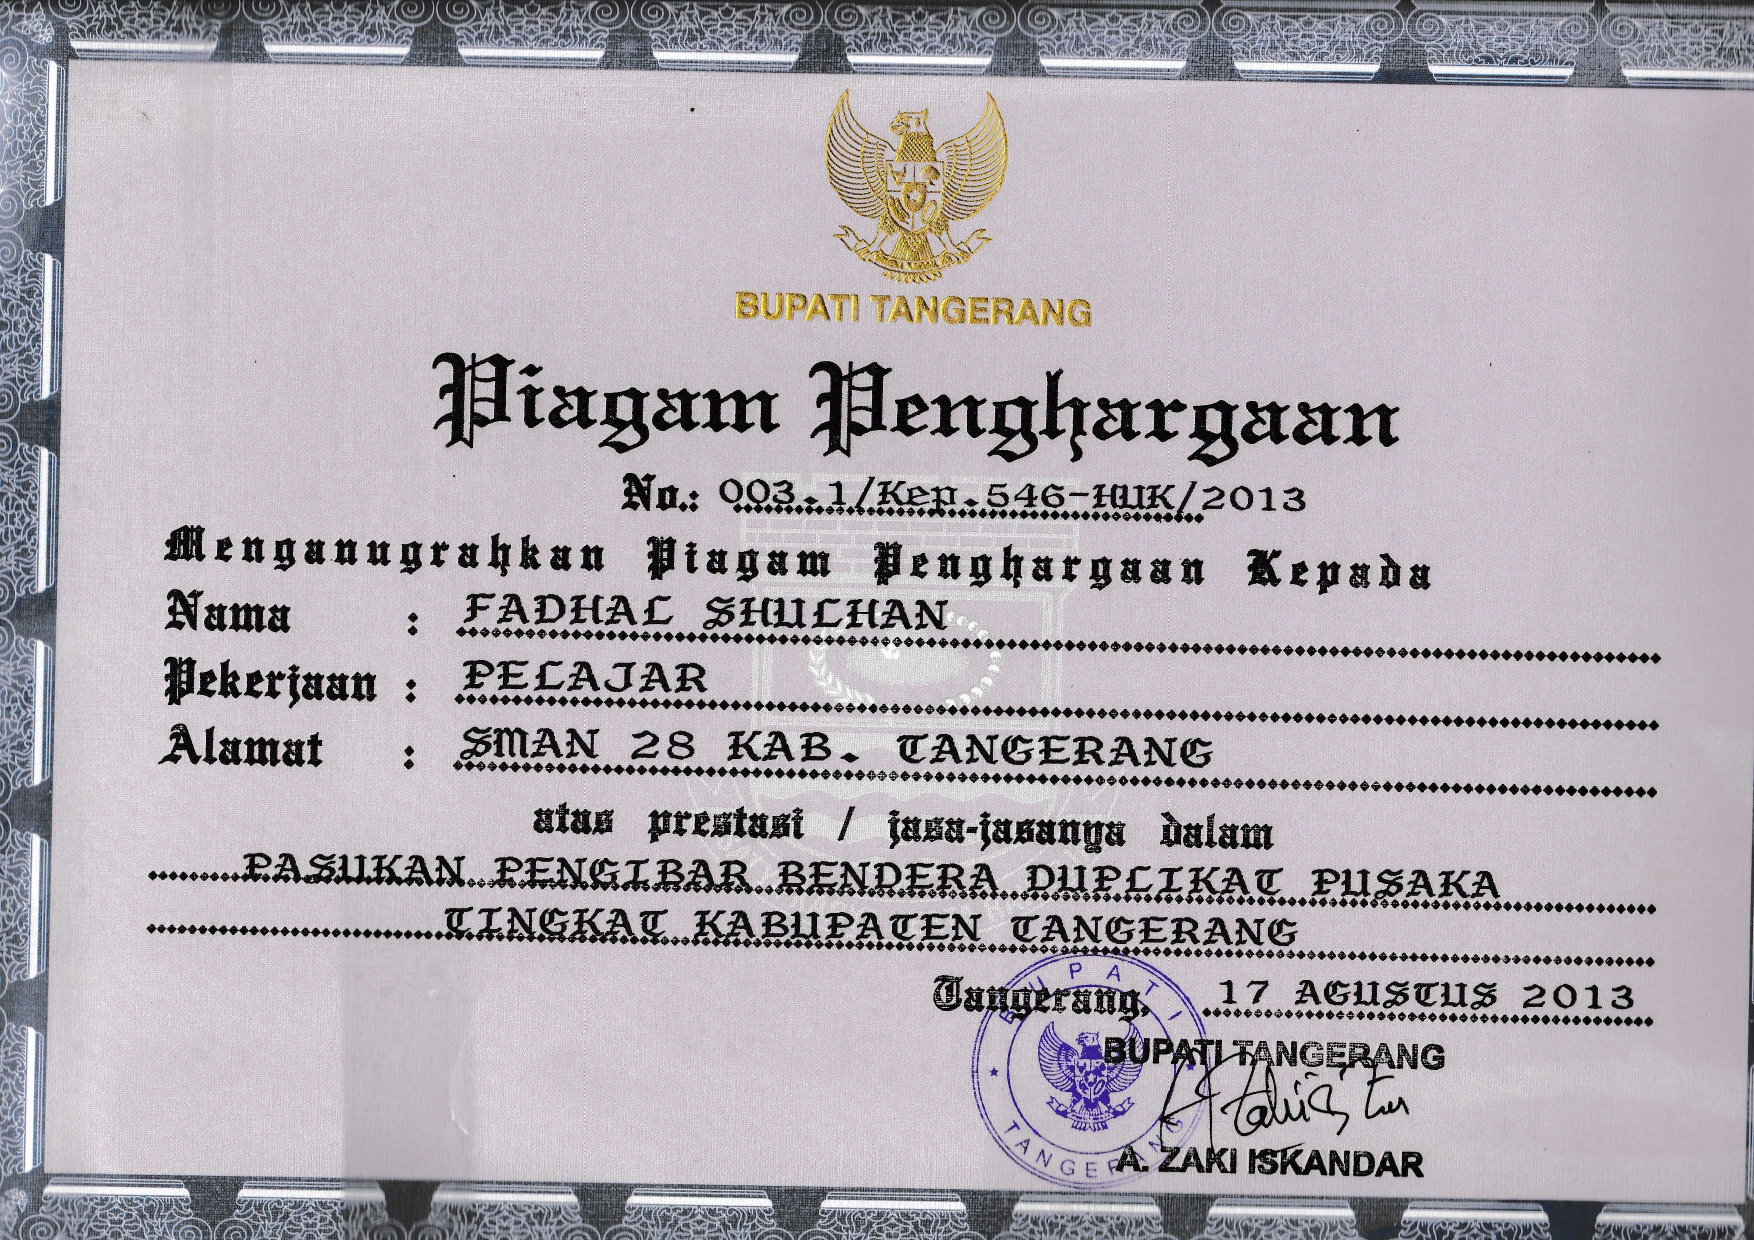 BUPATI TANGERANG
Piagam Penghargaan
No.: 003.1/Kep.546-HUK/2013
Menganugrahkan Piagam Penghargaan Kepada
Nama : FADHAL SHULHAN
Pekerjaan : PELAJAR
Alamat : SMAN 28 KAB. TANGERANG
atas prestasi / jasa-jasanya dalam
PASUKAN PENGIBAR BENDERA DUPLIKAT PUSAKA
TINGKAT KABUPATEN TANGERANG
Tangerang, 17 AGUSTUS 2013
BUPATI TANGERANG
A. ZAKI ISKANDAR
BUPATI
TANGERANG